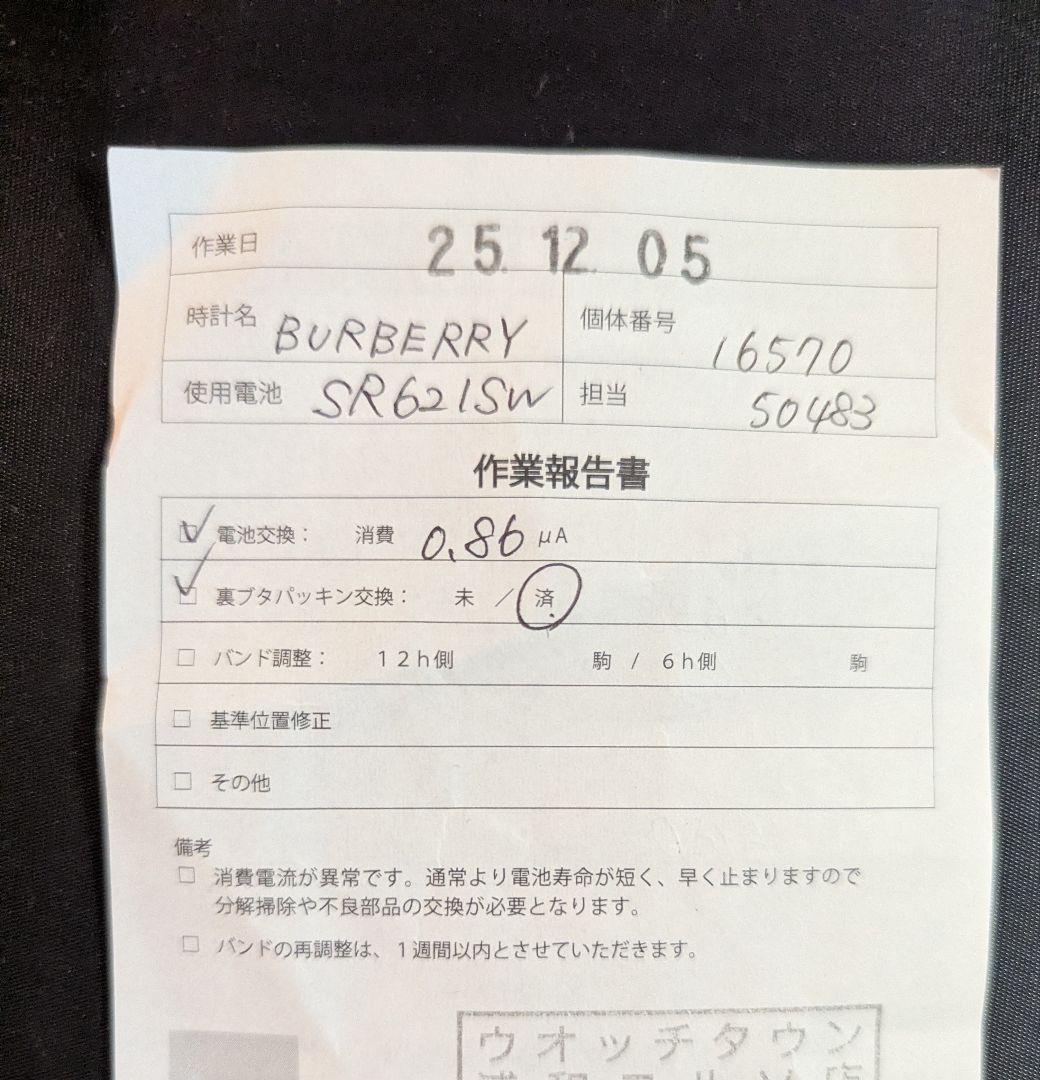 作業日 25. 12. 05
時計名 BURBERRY 個体番号 16570
使用電池 SR621SW 担当 50483
作業報告書
電池交換： 消費 0.86 μA
裏ブタパッキン交換： 未 ／ 済
バンド調整： １２ｈ側 駒 / ６ｈ側 駒
基準位置修正
その他
備考
消費電流が異常です。通常より電池寿命が短く、早く止まりますので
分解掃除や不良部品の交換が必要となります。
バンドの再調整は、１週間以内とさせていただきます。
ウオッチタウン